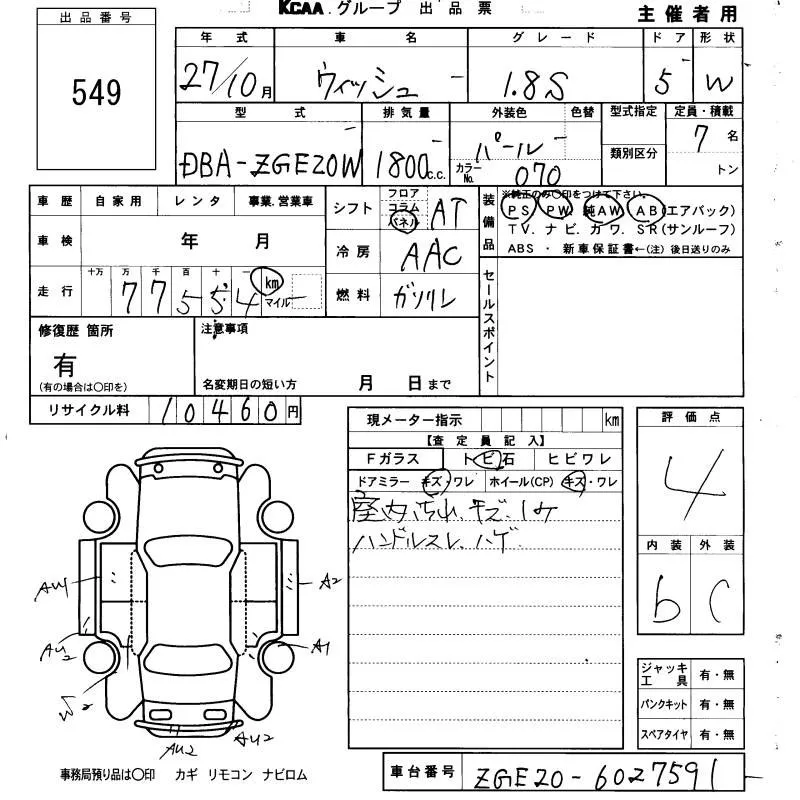 KCAA.グループ 出品票
主催者用
出品番号
549
年式 車名 グレード ドア 形状
27/10月 ウィッシュ 1.8S 5 W
型式 排気量 外装色 色替 型式指定 定員・積載
DBA-ZGE20W 1800c.c. パール 7名
カラーNo. 070 類別区分 トン
車歴 自家用 レンタ 事業.営業車
シフト フロア コラム パネル AT
装備品 ※純正のみ〇印をつけて下さい。
PS. PW. 純AW. AB(エアバック)
TV. ナビ. カワ. SR(サンルーフ)
ABS ・ 新車保証書←(注) 後日送りのみ
車検 年 月
冷房 AAC
走行 十万 万 千 百 十 一
77554 km マイル
燃料 ガソリン
セールスポイント
修復歴 箇所
有
(有の場合は〇印を)
注意事項
名変期日の短い方 月 日まで
リサイクル料 10460円
現メーター指示 km
【査定員記入】
Fガラス トビ石 ヒビワレ
ドアミラー キズ・ワレ ホイール(CP) キズ・ワレ
室内汚れ、キズ、
ハンドルスレ、ハゲ
評価点
4
内装 外装
b C
AU4 A2
AU2 A1
W2
AU2 AU2
ジャッキ工具 有・無
パンクキット 有・無
スペアタイヤ 有・無
事務局預り品は〇印 カギ リモコン ナビロム
車台番号 ZGE20-6027591